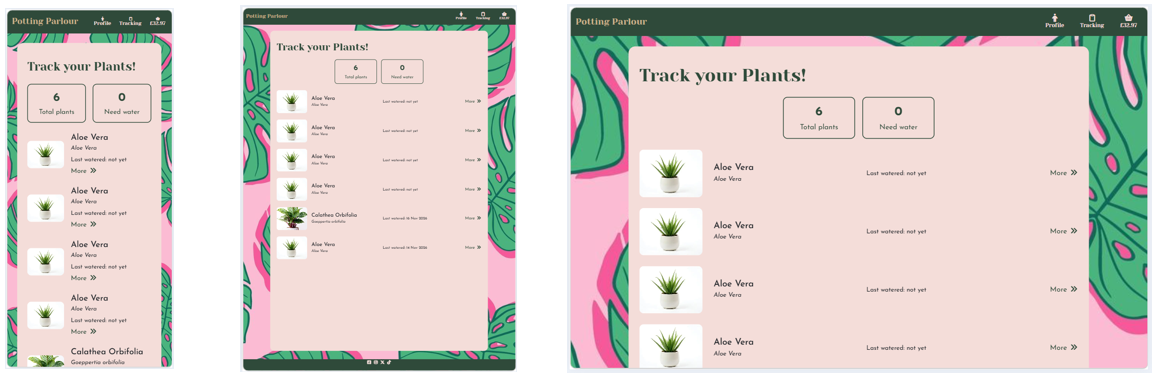 Potting Parlour
Profile Tracking £32.97
Track your Plants!
6 0
Total plants Need water
Aloe Vera
Aloe Vera
Last watered: not yet
More
Aloe Vera
Aloe Vera
Last watered: not yet
More
Aloe Vera
Aloe Vera
Last watered: not yet
More
Aloe Vera
Aloe Vera
Last watered: not yet
More
Calathea Orbifolia
Goeppertia orbifolia
Potting Parlour
Profile Tracking £32.97
Track your Plants!
6 0
Total plants Need water
Aloe Vera
Aloe Vera
Last watered: not yet More
Aloe Vera
Aloe Vera
Last watered: not yet More
Aloe Vera
Aloe Vera
Last watered: not yet More
Aloe Vera
Aloe Vera
Last watered: not yet More
Calathea Orbifolia
Goeppertia orbifolia
Last watered: More
Aloe Vera
Aloe Vera
Last watered: More
Potting Parlour
Profile Tracking £32.97
Track your Plants!
6 0
Total plants Need water
Aloe Vera
Aloe Vera
Last watered: not yet More
Aloe Vera
Aloe Vera
Last watered: not yet More
Aloe Vera
Aloe Vera
Last watered: not yet More
Aloe Vera
Aloe Vera
Last watered: not yet More